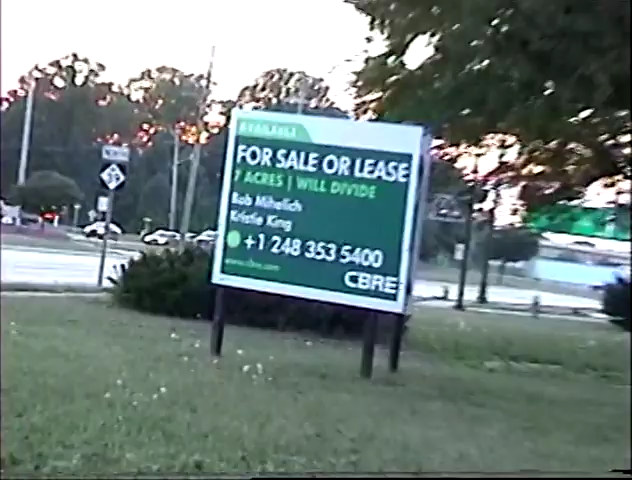 AVAILABLE
FOR SALE OR LEASE
7 ACRES | WILL DIVIDE
Bob Mihelich
Kristie King
+1 248 353 5400
www.cbre.com
CBRE